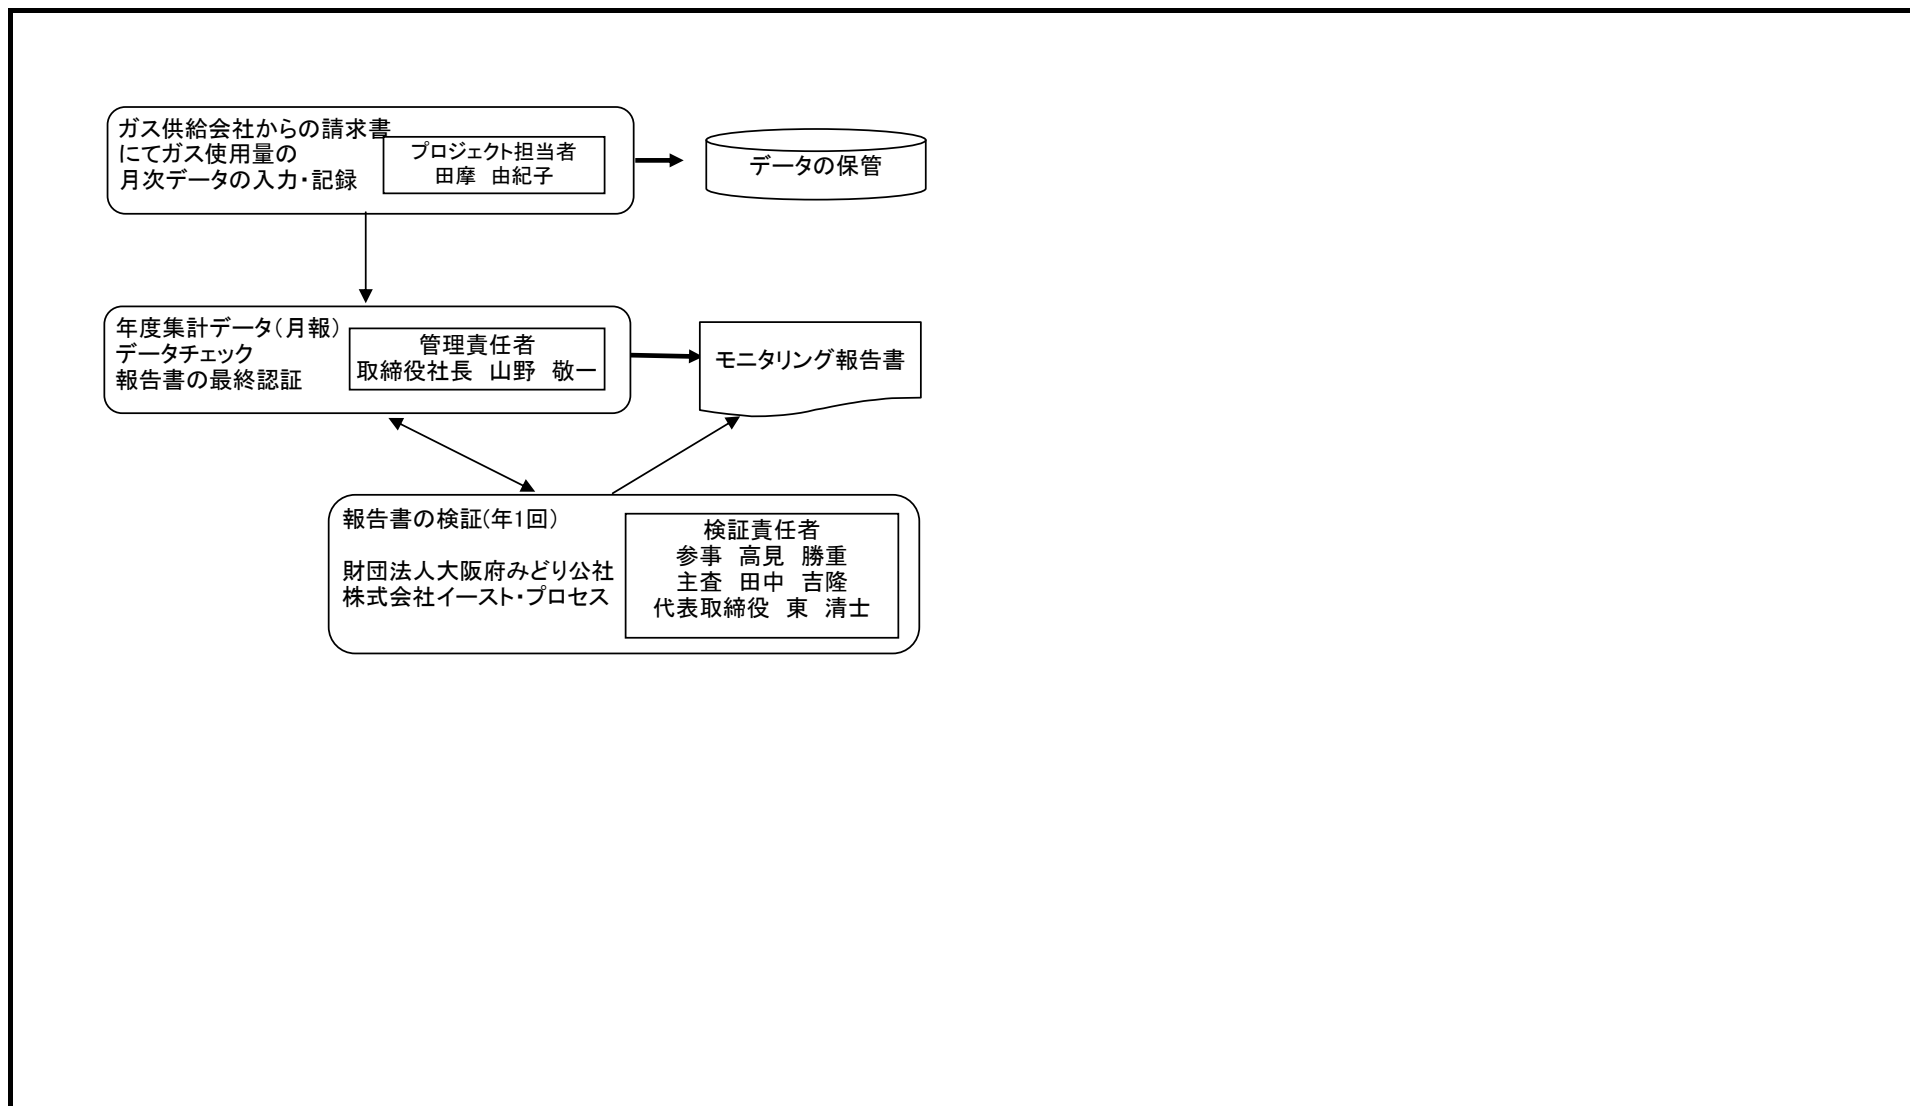 ガス供給会社からの請求書
にてガス使用量の
月次データの入力・記録
プロジェクト担当者
田摩　由紀子
データの保管
年度集計データ（月報）
データチェック
報告書の最終認証
管理責任者
取締役社長　山野　敬一
モニタリング報告書
報告書の検証(年1回)
財団法人大阪府みどり公社
株式会社イースト・プロセス
検証責任者
参事　高見　勝重
主査　田中　吉隆
代表取締役　東　清士